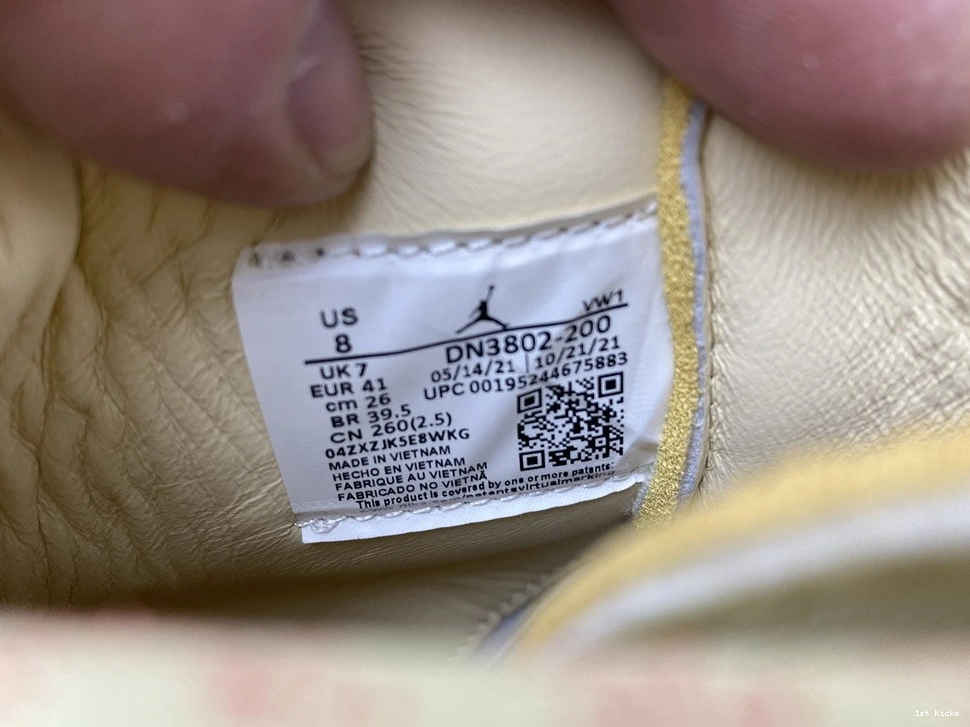 US
8
VW1
DN3802-200
UK 7
05/14/21 | 10/21/21
EUR 41
UPC 00195244675883
cm 26
BR 39.5
CN 260(2.5)
04ZXZJK5E8WKG
MADE IN VIETNAM
HECHO EN VIETNAM
FABRIQUE AU VIETNAM
FABRICADO NO VIETNÃ
This product is covered by one or more patents:
1st Kicks